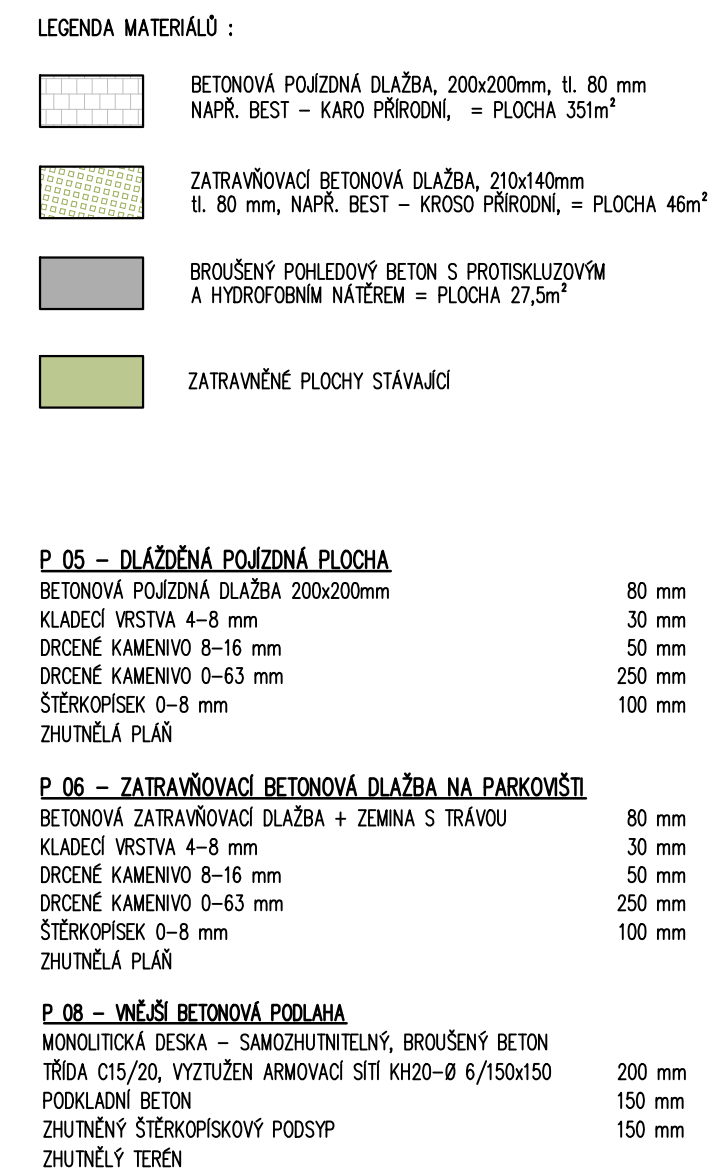 LEGENDA MATERIÁLŮ :
BETONOVÁ POJÍZDNÁ DLAŽBA, 200x200mm, tl. 80 mm
NAPŘ. BEST – KARO PŘÍRODNÍ, = PLOCHA 351m²
ZATRAVŇOVACÍ BETONOVÁ DLAŽBA, 210x140mm
tl. 80 mm, NAPŘ. BEST – KROSO PŘÍRODNÍ, = PLOCHA 46m²
BROUŠENÝ POHLEDOVÝ BETON S PROTISKLUZOVÝM
A HYDROFOBNÍM NÁTĚREM = PLOCHA 27,5m²
ZATRAVNĚNÉ PLOCHY STÁVAJÍCÍ
P 05 – DLÁŽDĚNÁ POJÍZDNÁ PLOCHA
BETONOVÁ POJÍZDNÁ DLAŽBA 200x200mm 80 mm
KLADECÍ VRSTVA 4–8 mm 30 mm
DRCENÉ KAMENIVO 8–16 mm 50 mm
DRCENÉ KAMENIVO 0–63 mm 250 mm
ŠTĚRKOPÍSEK 0–8 mm 100 mm
ZHUTNĚLÁ PLÁŇ
P 06 – ZATRAVŇOVACÍ BETONOVÁ DLAŽBA NA PARKOVIŠTI
BETONOVÁ ZATRAVŇOVACÍ DLAŽBA + ZEMINA S TRÁVOU 80 mm
KLADECÍ VRSTVA 4–8 mm 30 mm
DRCENÉ KAMENIVO 8–16 mm 50 mm
DRCENÉ KAMENIVO 0–63 mm 250 mm
ŠTĚRKOPÍSEK 0–8 mm 100 mm
ZHUTNĚLÁ PLÁŇ
P 08 – VNĚJŠÍ BETONOVÁ PODLAHA
MONOLITICKÁ DESKA – SAMOZHUTNITELNÝ, BROUŠENÝ BETON
TŘÍDA C15/20, VYZTUŽEN ARMOVACÍ SÍTÍ KH20–Ø 6/150x150 200 mm
PODKLADNÍ BETON 150 mm
ZHUTNĚNÝ ŠTĚRKOPÍSKOVÝ PODSYP 150 mm
ZHUTNĚLÝ TERÉN